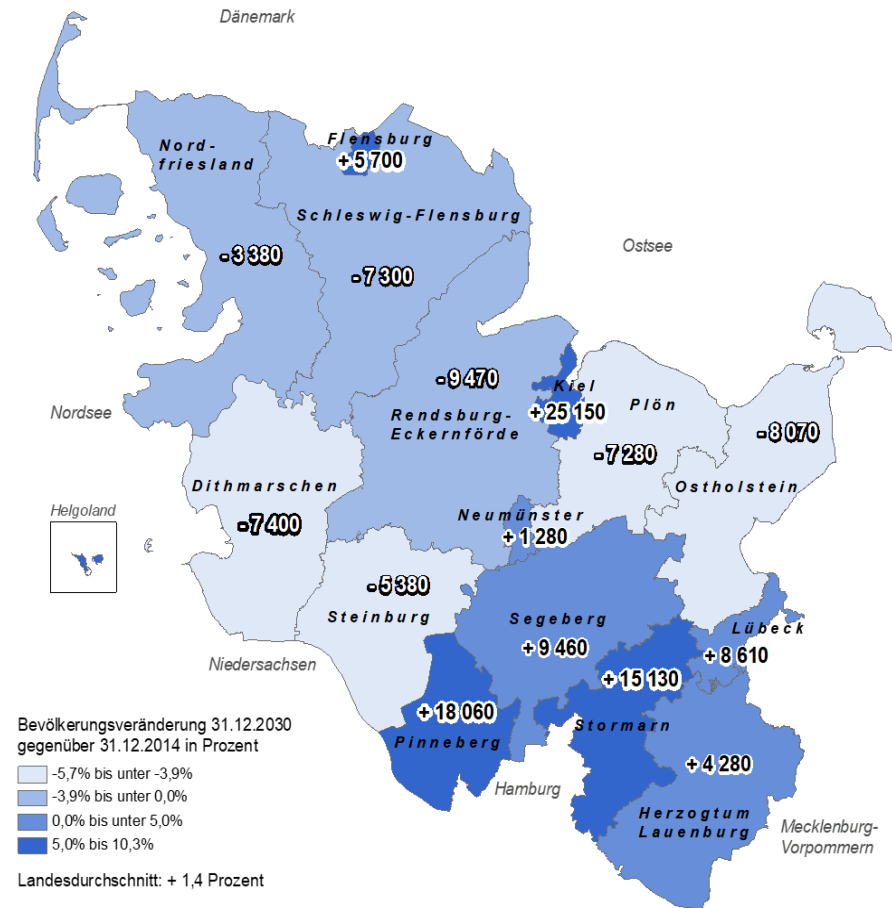 Dänemark
Nord-
friesland
- 3 380
Flensburg
+ 5 700
Schleswig-Flensburg
- 7 300
Ostsee
Nordsee
- 9 470
Rendsburg-
Eckernförde
Kiel
+ 25 150
Plön
- 7 280
- 8 070
Ostholstein
Dithmarschen
- 7 400
Helgoland
Neumünster
+ 1 280
- 5 380
Steinburg
Segeberg
+ 9 460
Lübeck
+ 8 610
Niedersachsen
+ 15 130
Stormarn
+ 18 060
Pinneberg
Hamburg
+ 4 280
Herzogtum
Lauenburg
Mecklenburg-
Vorpommern
Bevölkerungsveränderung 31.12.2030
gegenüber 31.12.2014 in Prozent
-5,7% bis unter -3,9%
-3,9% bis unter 0,0%
0,0% bis unter 5,0%
5,0% bis 10,3%
Landesdurchschnitt: + 1,4 Prozent